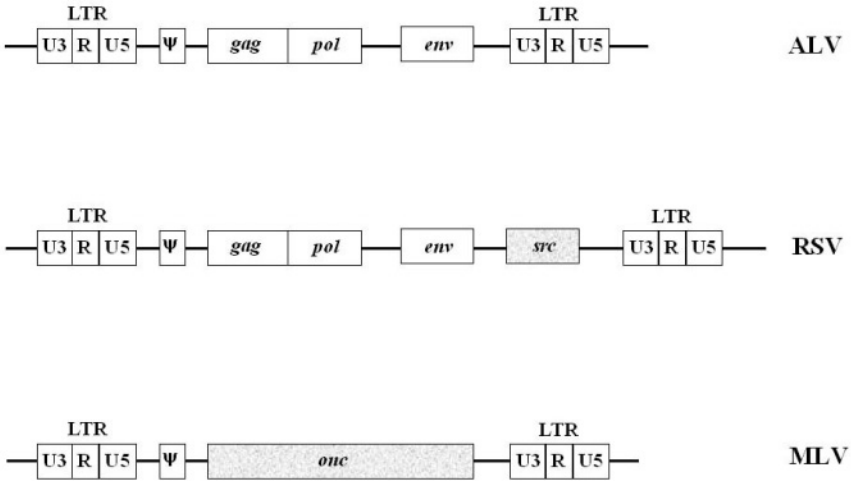 LTR LTR
U3 R U5 Ψ gag pol env U3 R U5 ALV
LTR LTR
U3 R U5 Ψ gag pol env src U3 R U5 RSV
LTR LTR
U3 R U5 Ψ onc U3 R U5 MLV